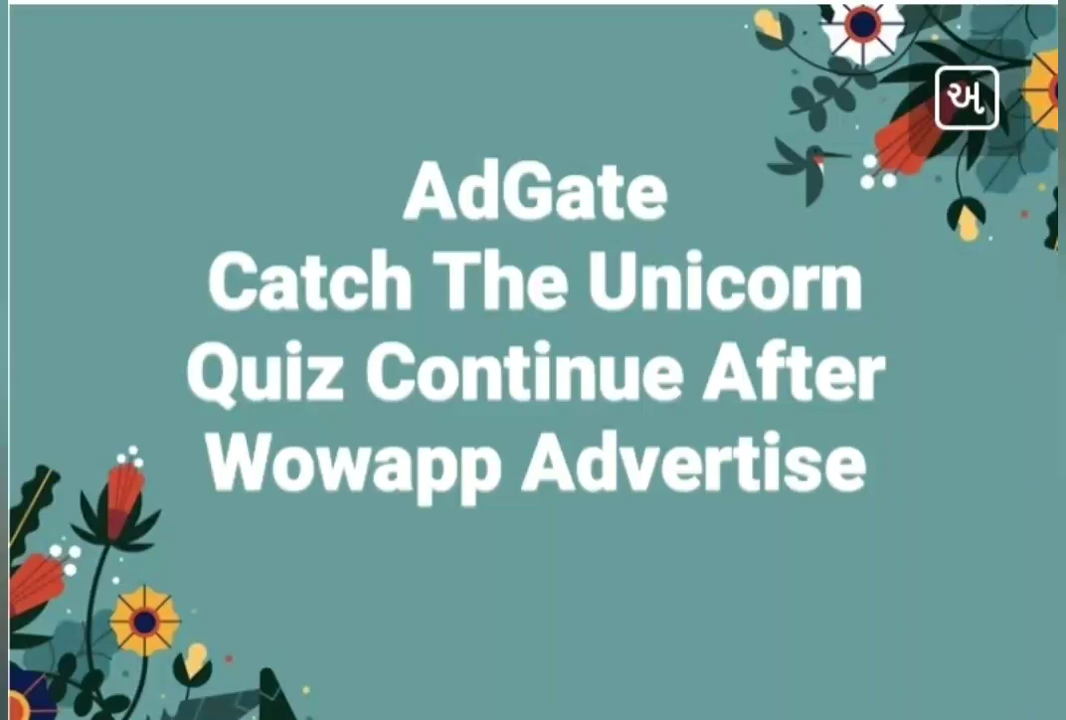 અ
AdGate
Catch The Unicorn
Quiz Continue After
Wowapp Advertise